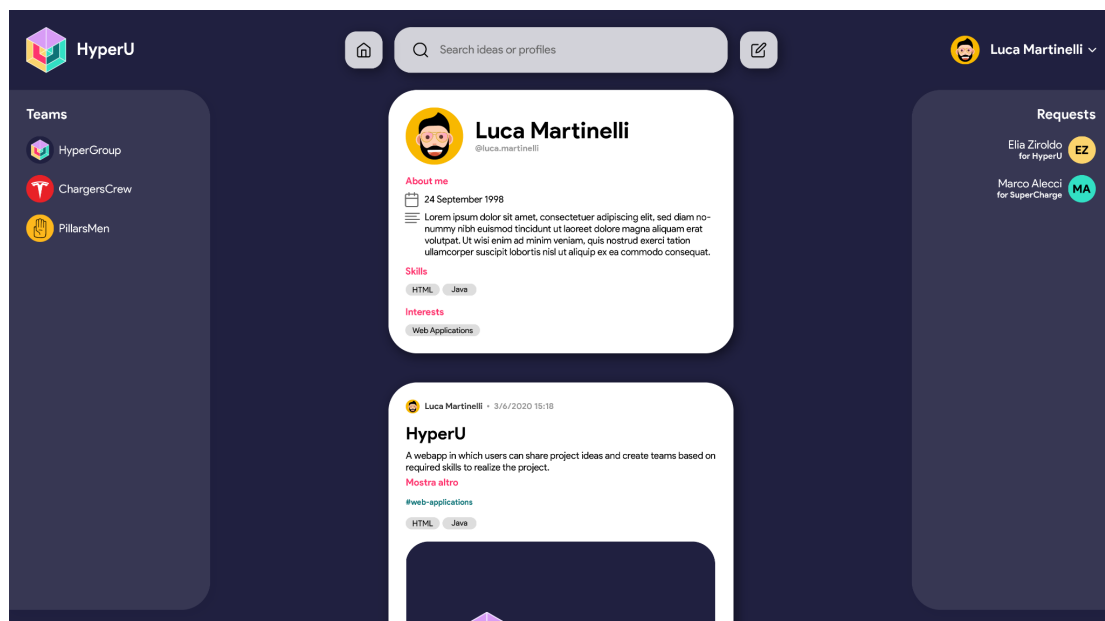 HyperU
Search ideas or profiles
Luca Martinelli
Teams
HyperGroup
ChargersCrew
PillarsMen
Luca Martinelli
@luca.martinelli
About me
24 September 1998
Lorem ipsum dolor sit amet, consectetuer adipiscing elit, sed diam no-
nummy nibh euismod tincidunt ut laoreet dolore magna aliquam erat
volutpat. Ut wisi enim ad minim veniam, quis nostrud exerci tation
ullamcorper suscipit lobortis nisl ut aliquip ex ea commodo consequat.
Skills
HTML Java
Interests
Web Applications
Luca Martinelli • 3/6/2020 15:18
HyperU
A webapp in which users can share project ideas and create teams based on
required skills to realize the project.
Mostra altro
#web-applications
HTML Java
Requests
Elia Ziroldo
for HyperU
EZ
Marco Alecci
for SuperCharge
MA